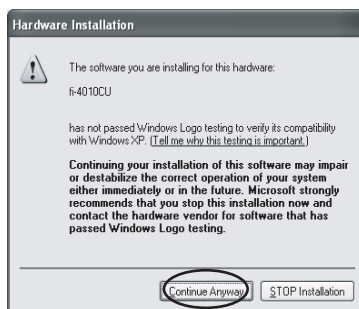 Hardware Installation
The software you are installing for this hardware:
fi-4010CU
has not passed Windows Logo testing to verify its compatibility
with Windows XP. (Tell me why this testing is important.)
Continuing your installation of this software may impair
or destabilize the correct operation of your system
either immediately or in the future. Microsoft strongly
recommends that you stop this installation now and
contact the hardware vendor for software that has
passed Windows Logo testing.
Continue Anyway
STOP Installation